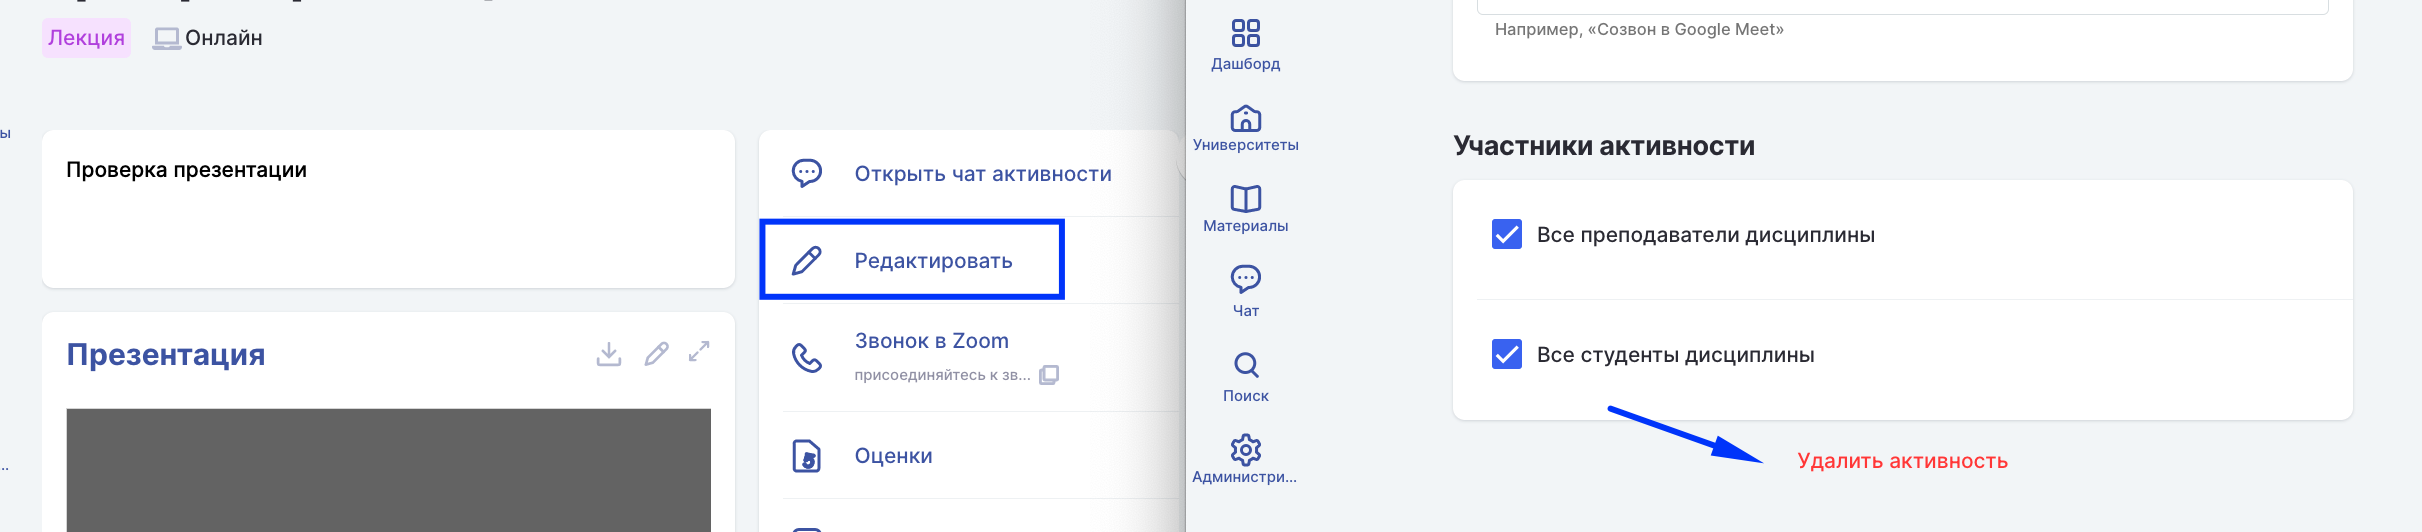 Лекция
Онлайн
ы
Проверка презентации
Презентация
Открыть чат активности
Редактировать
Звонок в Zoom
присоединяйтесь к зв...
Оценки
Дашборд
Университеты
Материалы
Чат
Поиск
Администри...
Например, «Созвон в Google Meet»
Участники активности
Все преподаватели дисциплины
Все студенты дисциплины
Удалить активность